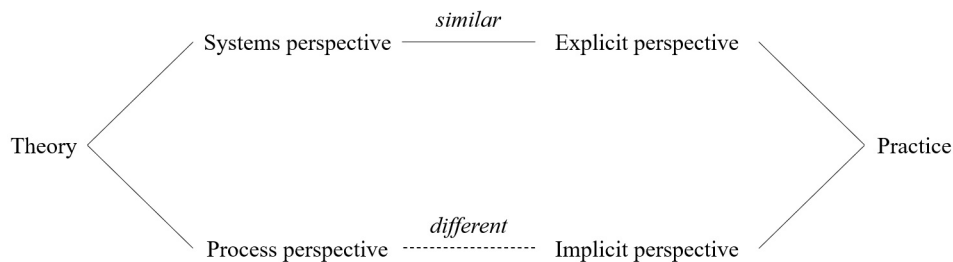 similar
Systems perspective Explicit perspective
Theory Practice
different
Process perspective Implicit perspective